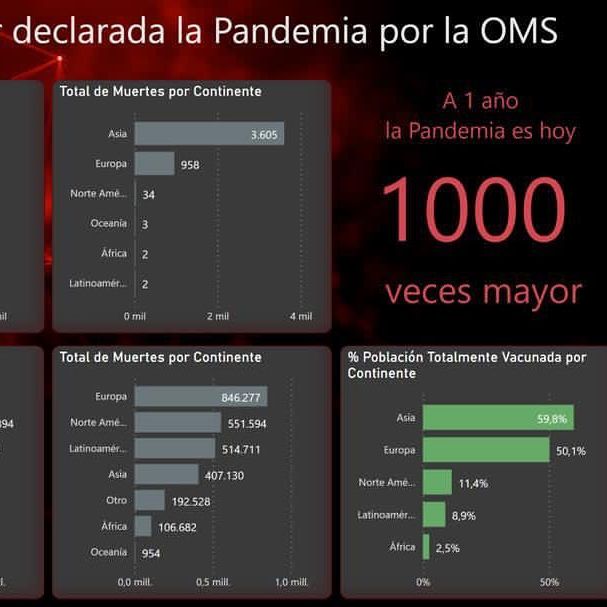 r declarada la Pandemia por la OMS
Total de Muertes por Continente
Asia 3.605
Europa 958
Norte Amé... 34
Oceanía 3
África 2
Latinoamér... 2
0 mil 2 mil 4 mil
il
A 1 año
la Pandemia es hoy
1000
veces mayor
Total de Muertes por Continente
Europa 846.277
Norte Amé... 551.594
Latinoamér... 514.711
Asia 407.130
Otro 192.528
África 106.682
Oceanía 954
0,0 mill. 0,5 mill. 1,0 mill.
894
l.
% Población Totalmente Vacunada por
Continente
Asia 59,8%
Europa 50,1%
Norte Amé... 11,4%
Latinoamér... 8,9%
África 2,5%
0% 50%